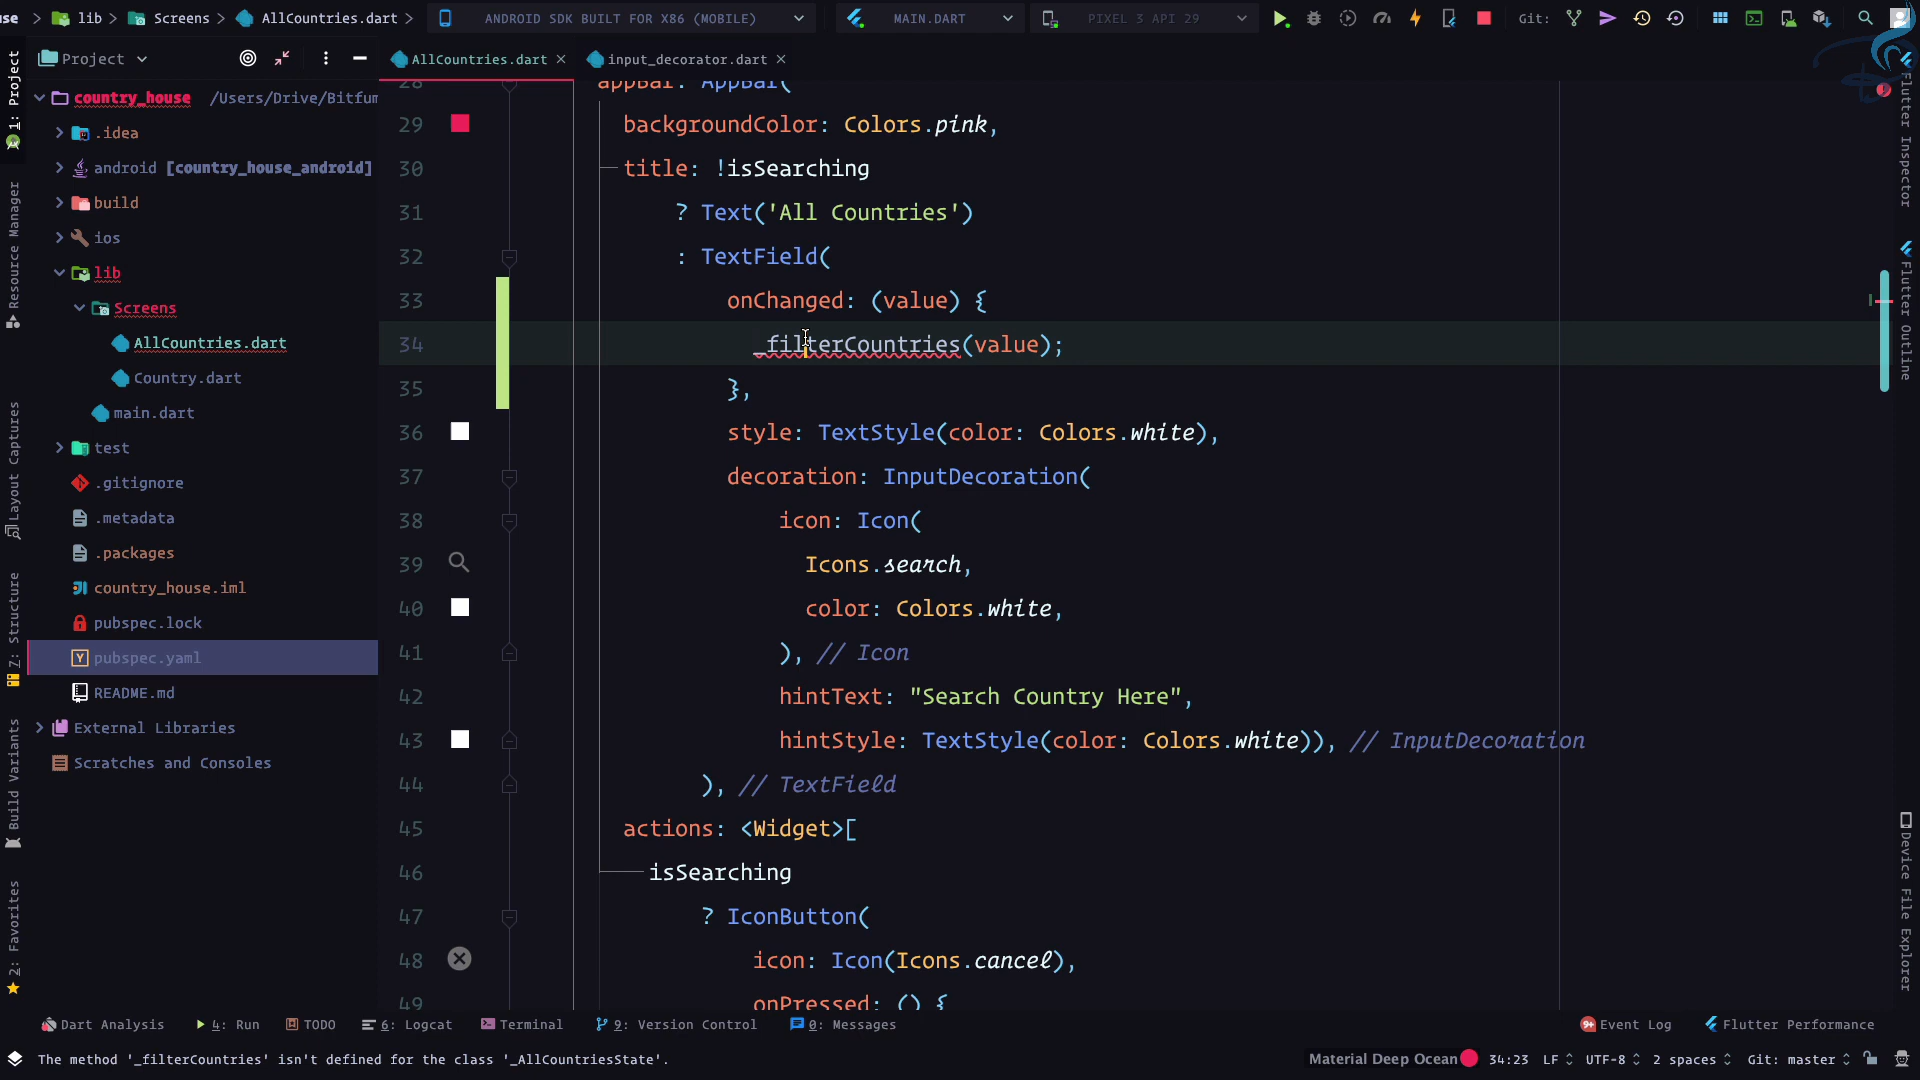 se > lib > Screens > AllCountries.dart >
ANDROID SDK BUILT FOR X86 (MOBILE)
MAIN.DART
PIXEL 3 API 29
Git:
Project
AllCountries.dart
input_decorator.dart
country_house /Users/Drive/Bitfum
.idea
android [country_house_android]
build
ios
lib
Screens
AllCountries.dart
Country.dart
main.dart
test
.gitignore
.metadata
.packages
country_house.iml
pubspec.lock
pubspec.yaml
README.md
External Libraries
Scratches and Consoles
1: Project
Resource Manager
Layout Captures
7: Structure
Build Variants
2: Favorites
28 appBar: AppBar(
29 backgroundColor: Colors.pink,
30 title: !isSearching
31 ? Text('All Countries')
32 : TextField(
33 onChanged: (value) {
34 _filterCountries(value);
35 },
36 style: TextStyle(color: Colors.white),
37 decoration: InputDecoration(
38 icon: Icon(
39 Icons.search,
40 color: Colors.white,
41 ), // Icon
42 hintText: "Search Country Here",
43 hintStyle: TextStyle(color: Colors.white)), // InputDecoration
44 ), // TextField
45 actions: <Widget>[
46 isSearching
47 ? IconButton(
48 icon: Icon(Icons.cancel),
49 onPressed: () {
Flutter Inspector
Flutter Outline
Device File Explorer
Dart Analysis
4: Run
TODO
6: Logcat
Terminal
9: Version Control
0: Messages
9+ Event Log
Flutter Performance
The method '_filterCountries' isn't defined for the class '_AllCountriesState'.
Material Deep Ocean
34:23 LF UTF-8 2 spaces Git: master